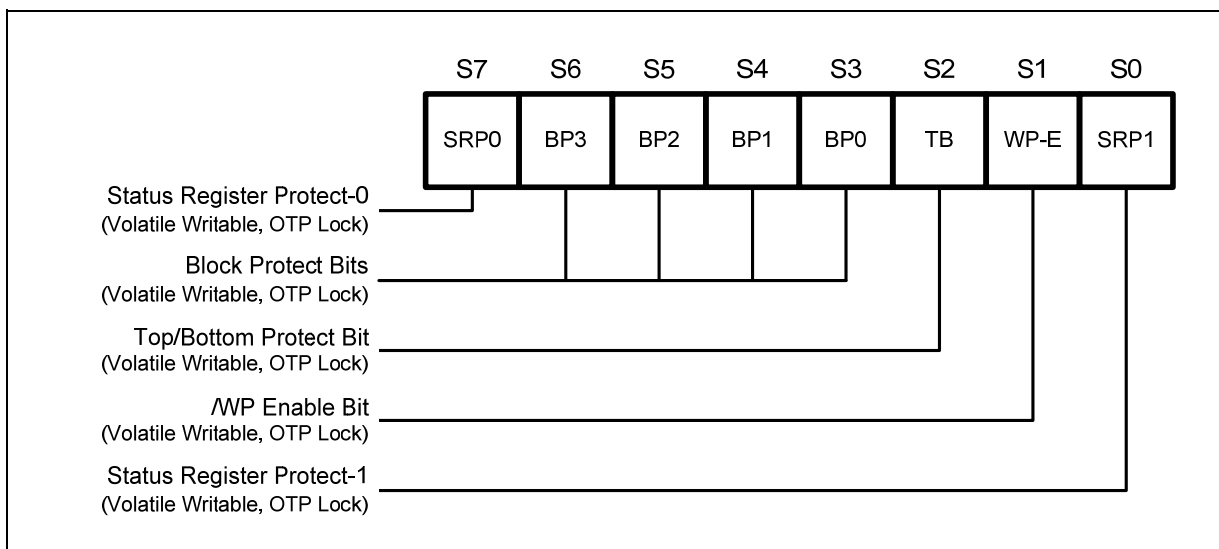 S7 S6 S5 S4 S3 S2 S1 S0
SRP0 BP3 BP2 BP1 BP0 TB WP-E SRP1
Status Register Protect-0
(Volatile Writable, OTP Lock)
Block Protect Bits
(Volatile Writable, OTP Lock)
Top/Bottom Protect Bit
(Volatile Writable, OTP Lock)
/WP Enable Bit
(Volatile Writable, OTP Lock)
Status Register Protect-1
(Volatile Writable, OTP Lock)